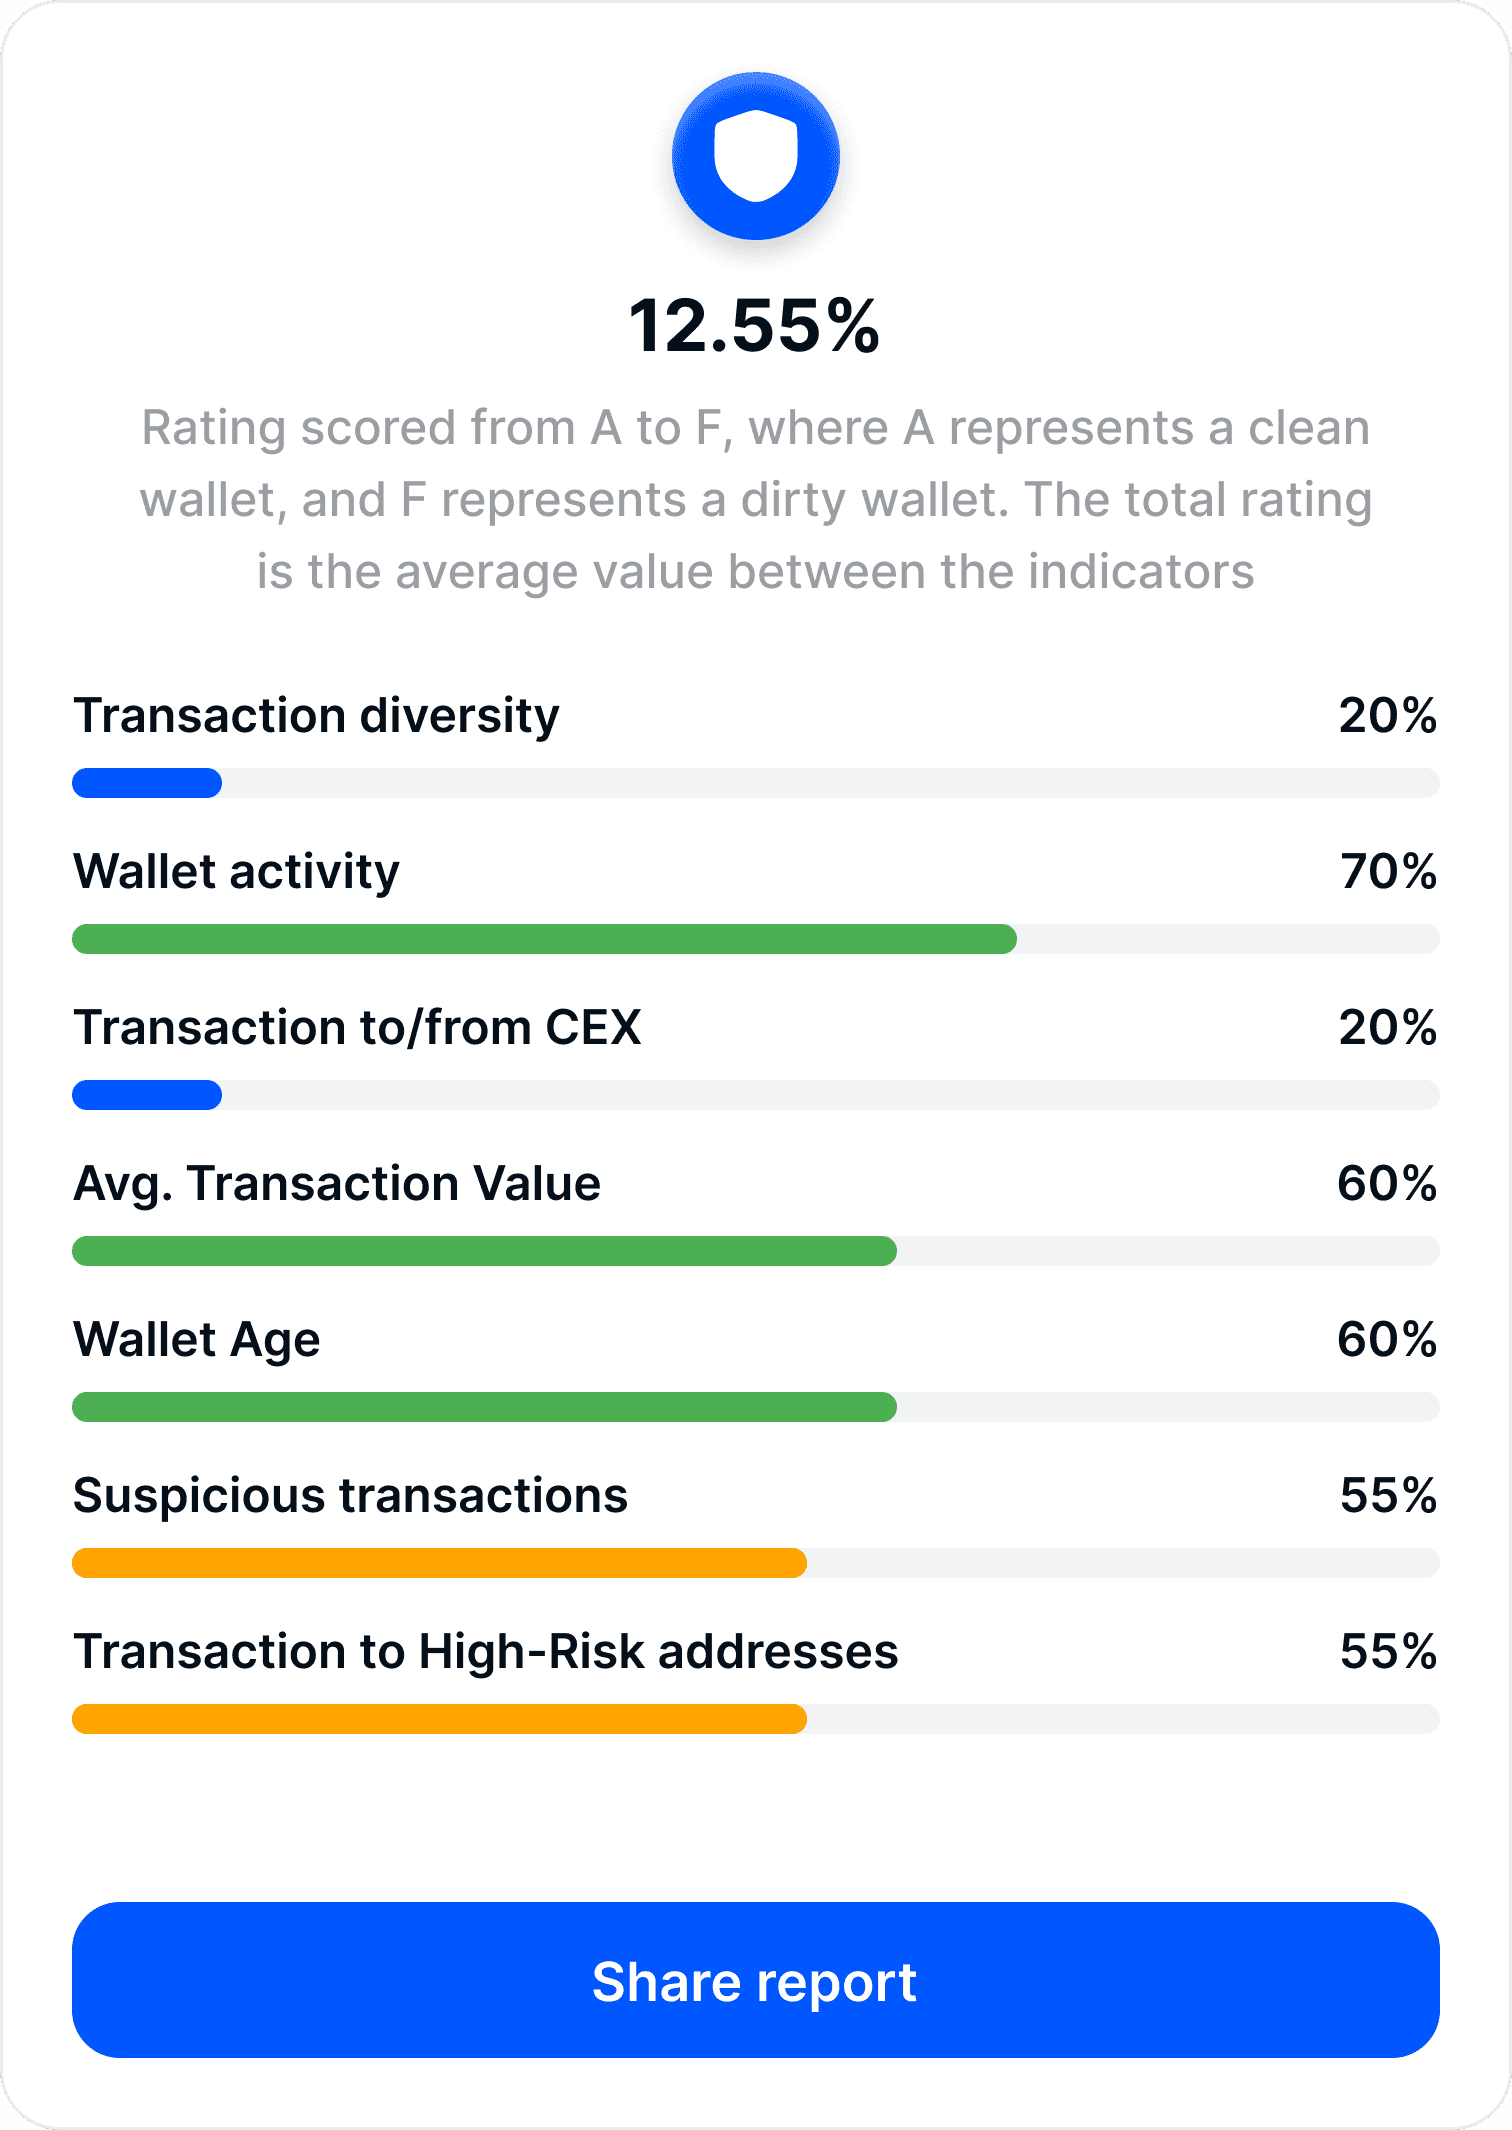 12.55%
Rating scored from A to F, where A represents a clean
wallet, and F represents a dirty wallet. The total rating
is the average value between the indicators
Transaction diversity 20%
Wallet activity 70%
Transaction to/from CEX 20%
Avg. Transaction Value 60%
Wallet Age 60%
Suspicious transactions 55%
Transaction to High-Risk addresses 55%
Share report